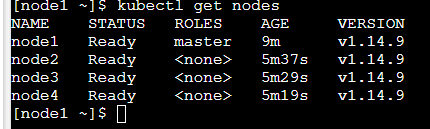 [node1 ~]$ kubectl get nodes
NAME STATUS ROLES AGE VERSION
node1 Ready master 9m v1.14.9
node2 Ready <none> 5m37s v1.14.9
node3 Ready <none> 5m29s v1.14.9
node4 Ready <none> 5m19s v1.14.9
[node1 ~]$